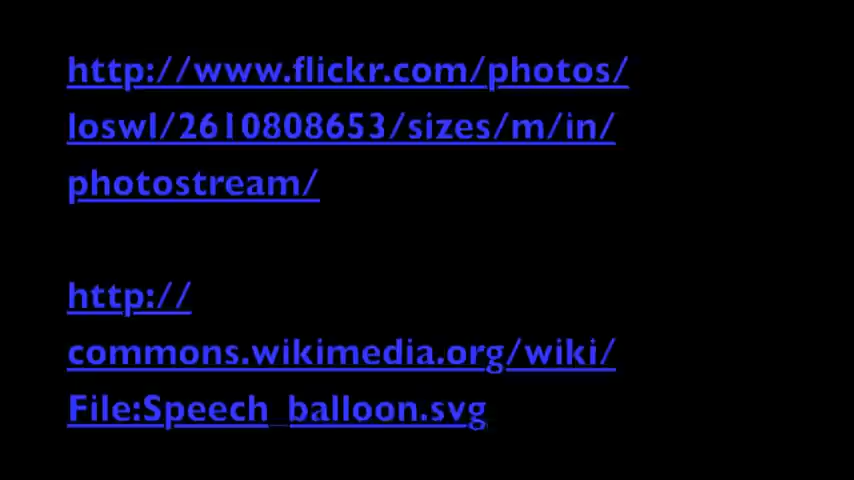 http://www.flickr.com/photos/
loswl/2610808653/sizes/m/in/
photostream/
http://
commons.wikimedia.org/wiki/
File:Speech_balloon.svg